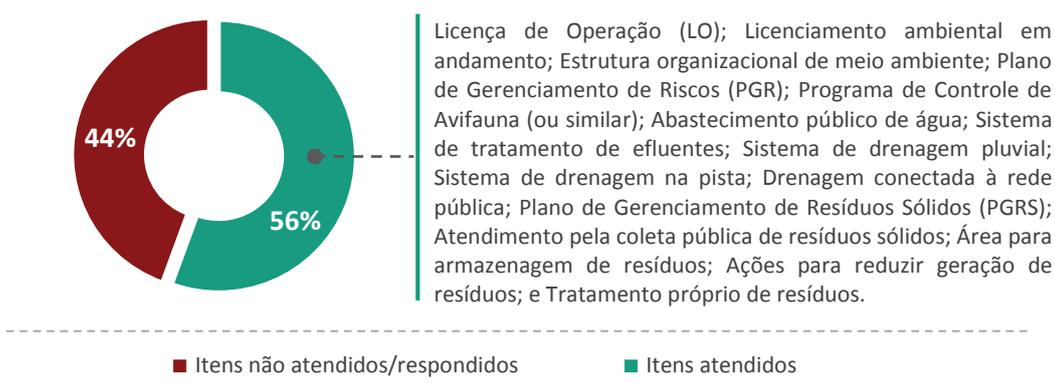 Licença de Operação (LO); Licenciamento ambiental em
andamento; Estrutura organizacional de meio ambiente; Plano
de Gerenciamento de Riscos (PGR); Programa de Controle de
Avifauna (ou similar); Abastecimento público de água; Sistema
de tratamento de efluentes; Sistema de drenagem pluvial;
Sistema de drenagem na pista; Drenagem conectada à rede
pública; Plano de Gerenciamento de Resíduos Sólidos (PGRS);
Atendimento pela coleta pública de resíduos sólidos; Área para
armazenagem de resíduos; Ações para reduzir geração de
resíduos; e Tratamento próprio de resíduos.
44%
56%
Itens não atendidos/respondidos
Itens atendidos